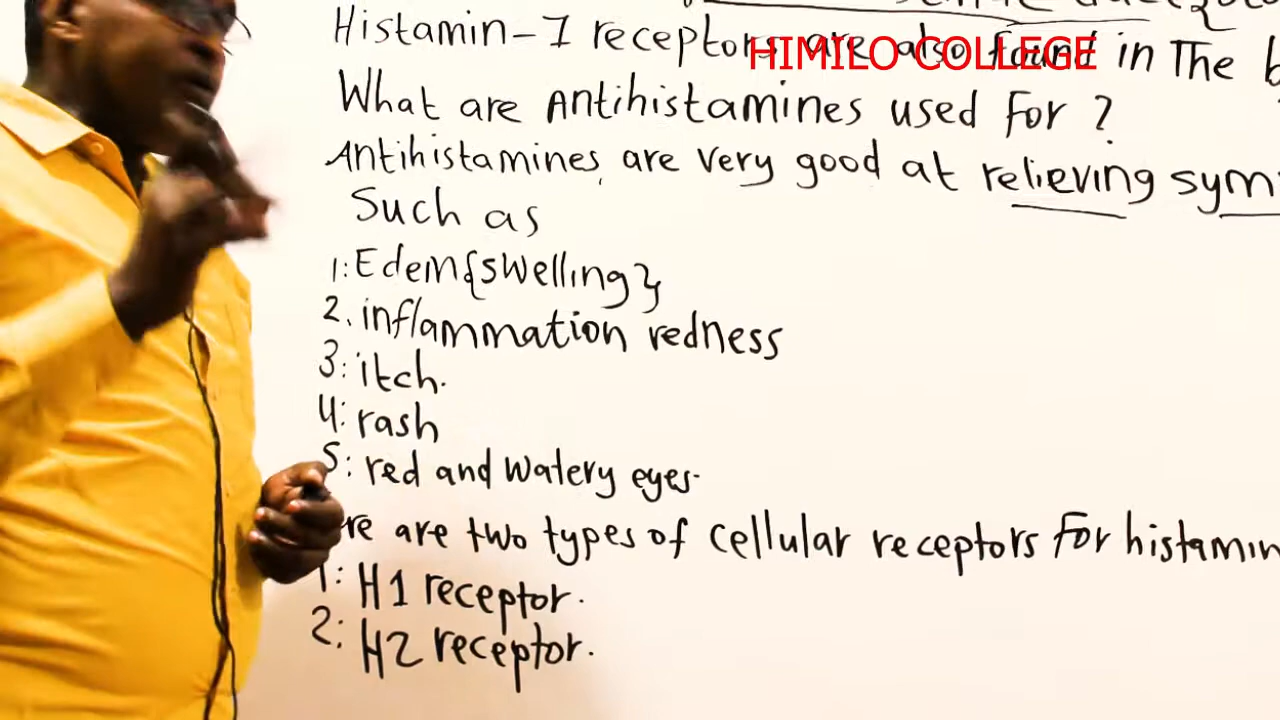 Histamin-1 receptors are also found in The b
HIMILO COLLEGE
What are Antihistamines used For ?
Antihistamines are very good at relieving sym
Such as
1: Edem{swelling}
2. inflammation redness
3: itch.
4: rash
5: red and watery eyes.
re are two types of cellular receptors For histamin
1: H1 receptor.
2: H2 receptor.